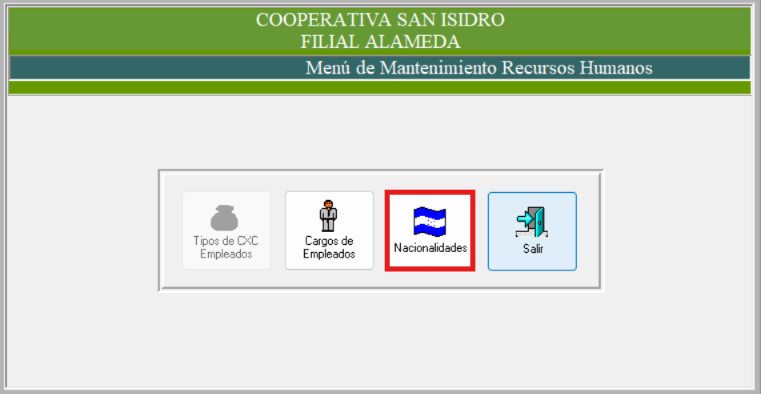 COOPERATIVA SAN ISIDRO
FILIAL ALAMEDA
Menú de Mantenimiento Recursos Humanos
Tipos de CXC
Empleados
Cargos de
Empleados
Nacionalidades
Salir